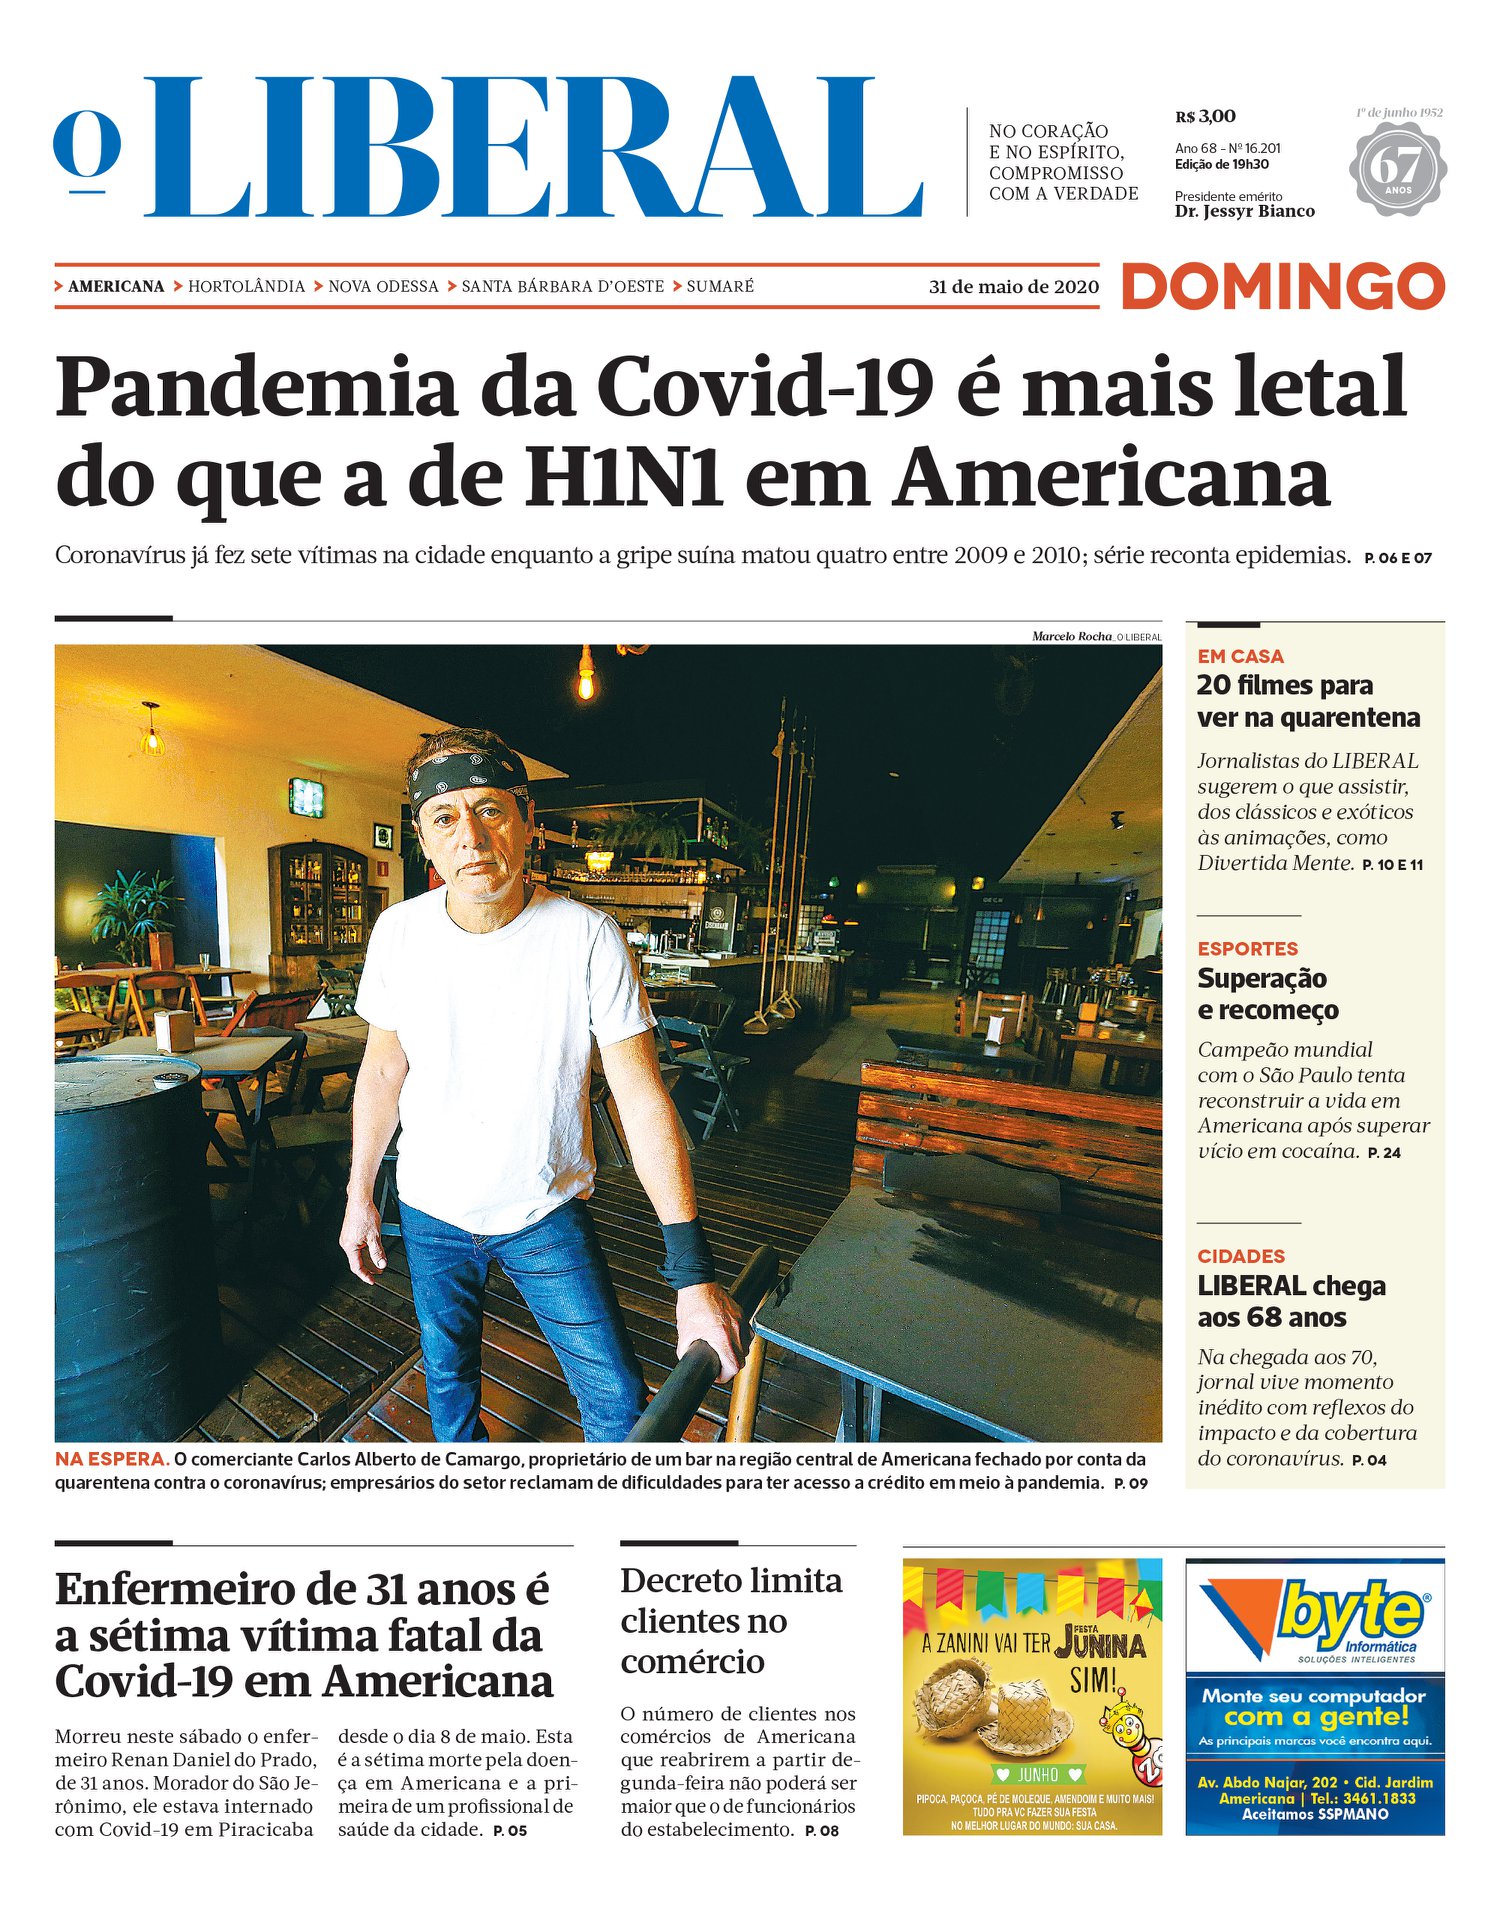 O LIBERAL
NO CORAÇÃO
E NO ESPÍRITO,
COMPROMISSO
COM A VERDADE
R$ 3,00
Ano 68 - Nº 16.201
Edição de 19h30
Presidente emérito
Dr. Jessyr Bianco
1º de junho 1952
67
ANOS
> AMERICANA > HORTOLÂNDIA > NOVA ODESSA > SANTA BÁRBARA D'OESTE > SUMARÉ
31 de maio de 2020
DOMINGO
Pandemia da Covid-19 é mais letal
do que a de H1N1 em Americana
Coronavírus já fez sete vítimas na cidade enquanto a gripe suína matou quatro entre 2009 e 2010; série reconta epidemias. P. 06 E 07
Marcelo Rocha_O LIBERAL
NA ESPERA. O comerciante Carlos Alberto de Camargo, proprietário de um bar na região central de Americana fechado por conta da
quarentena contra o coronavírus; empresários do setor reclamam de dificuldades para ter acesso a crédito em meio à pandemia. P. 09
EM CASA
20 filmes para
ver na quarentena
Jornalistas do LIBERAL
sugerem o que assistir,
dos clássicos e exóticos
às animações, como
Divertida Mente. P. 10 E 11
ESPORTES
Superação
e recomeço
Campeão mundial
com o São Paulo tenta
reconstruir a vida em
Americana após superar
vício em cocaína. P. 24
CIDADES
LIBERAL chega
aos 68 anos
Na chegada aos 70,
jornal vive momento
inédito com reflexos do
impacto e da cobertura
do coronavírus. P. 04
Enfermeiro de 31 anos é
a sétima vítima fatal da
Covid-19 em Americana
Morreu neste sábado o enfer-
meiro Renan Daniel do Prado,
de 31 anos. Morador do São Je-
rônimo, ele estava internado
com Covid-19 em Piracicaba
desde o dia 8 de maio. Esta
é a sétima morte pela doen-
ça em Americana e a pri-
meira de um profissional de
saúde da cidade. P. 05
Decreto limita
clientes no
comércio
O número de clientes nos
comércios de Americana
que reabrirem a partir de-
gunda-feira não poderá ser
maior que o de funcionários
do estabelecimento. P. 08
A ZANINI VAI TER FESTA
JUNINA
SIM!
JUNHO
PIPOCA, PAÇOCA, PÉ DE MOLEQUE, AMENDOIM E MUITO MAIS!
TUDO PRA VC FAZER SUA FESTA
NO MELHOR LUGAR DO MUNDO: SUA CASA.
byte®
Informática
SOLUÇÕES INTELIGENTES
Monte seu computador
com a gente!
As principais marcas você encontra aqui.
Av. Abdo Najar, 202 • Cid. Jardim
Americana | Tel.: 3461.1833
Aceitamos SSPMANO